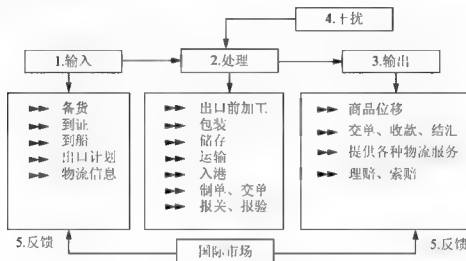 4.干扰
1.输入
2.处理
3.输出
备货
到证
到船
出口计划
物流信息
出口前加工
包装
储存
运输
入港
制单、交单
报关、报验
商品位移
交单、收款、结汇
提供各种物流服务
理赔、索赔
5.反馈
国际市场
5.反馈